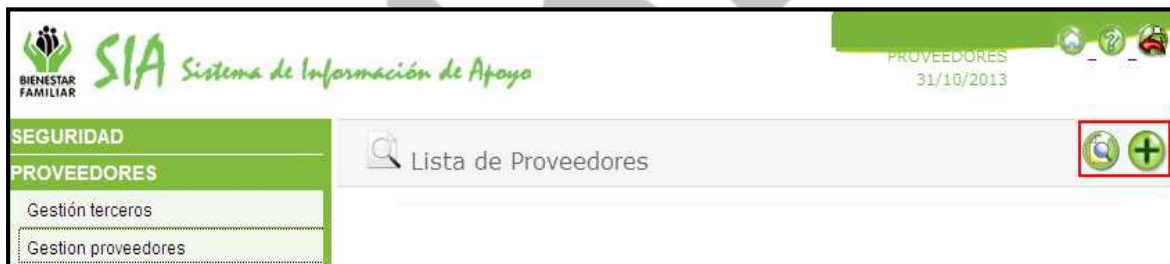 BIENESTAR
FAMILIAR
SIA Sistema de Información de Apoyo
PROVEEDORES
31/10/2013
SEGURIDAD
PROVEEDORES
Gestión terceros
Gestion proveedores
Lista de Proveedores